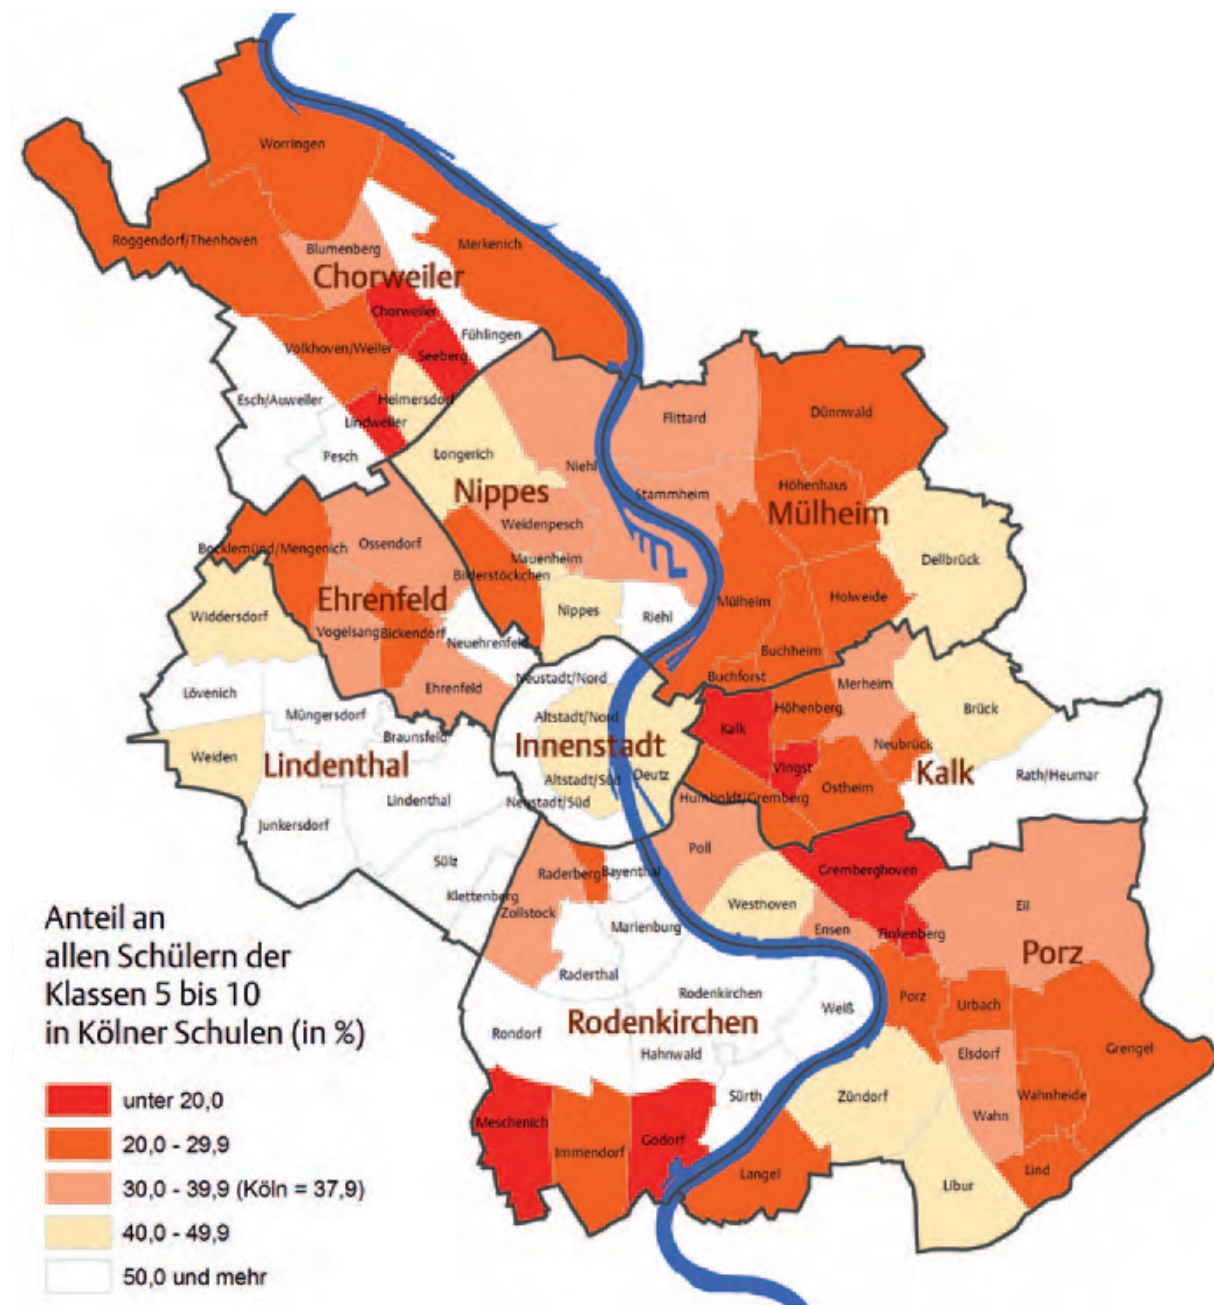 Worringen
Roggendorf/Thenhoven
Blumenberg
Merkenich
Chorweiler
Chorweiler
Fühlingen
Volkhoven/Weiler
Seeberg
Esch/Auweiler
Heimersdorf
Lindweiler
Pesch
Longerich
Niehl
Flittard
Dünnwald
Nippes
Stammheim
Höhenhaus
Mülheim
Weidenpesch
Bocklemünd/Mengenich
Ossendorf
Mauenheim
Dellbrück
Bilderstöckchen
Ehrenfeld
Widdersdorf
Nippes
Riehl
Mülheim
Holweide
Vogelsang
Bickendorf
Neuehrenfeld
Buchheim
Lövenich
Ehrenfeld
Neustadt/Nord
Buchforst
Merheim
Müngersdorf
Altstadt/Nord
Höhenberg
Brück
Braunsfeld
Kalk
Innenstadt
Neubrück
Weiden
Lindenthal
Vingst
Kalk
Rath/Heumar
Altstadt/Süd
Deutz
Ostheim
Lindenthal
Neustadt/Süd
Humboldt/Gremberg
Junkersdorf
Poll
Sülz
Raderberg
Bayenthal
Gremberghoven
Klettenberg
Zollstock
Westhoven
Eil
Marienburg
Ensen
Finkenberg
Porz
Raderthal
Rodenkirchen
Porz
Urbach
Weiß
Rondorf
Rodenkirchen
Hahnwald
Elsdorf
Grengel
Sürth
Zündorf
Wahnheide
Wahn
Meschenich
Immendorf
Godorf
Langel
Libur
Lind
Anteil an
allen Schülern der
Klassen 5 bis 10
in Kölner Schulen (in %)
unter 20,0
20,0 - 29,9
30,0 - 39,9 (Köln = 37,9)
40,0 - 49,9
50,0 und mehr